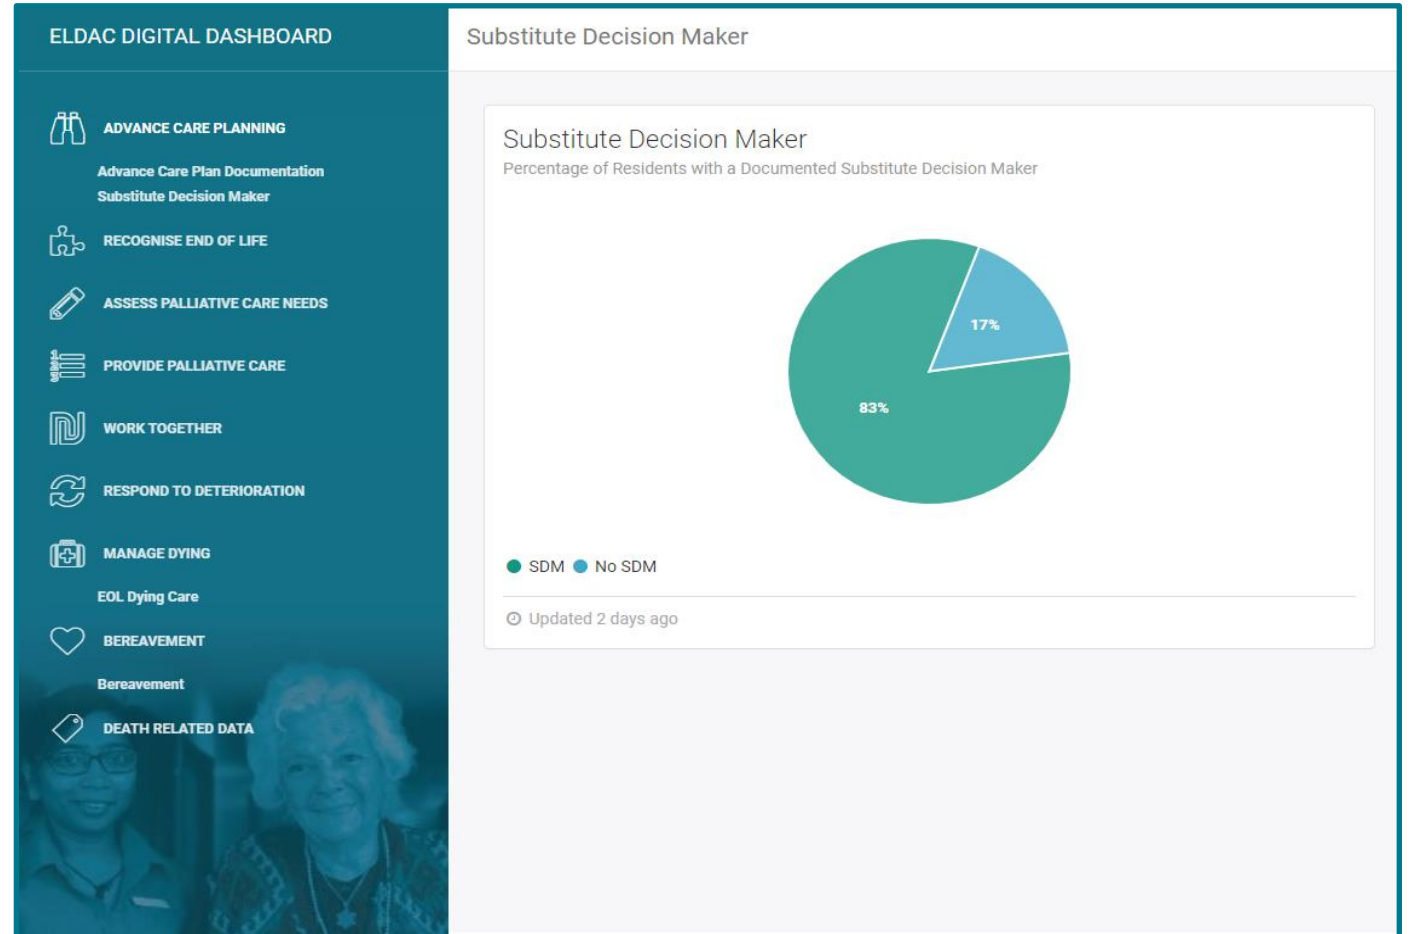 ELDAC DIGITAL DASHBOARD
ADVANCE CARE PLANNING
Advance Care Plan Documentation
Substitute Decision Maker
RECOGNISE END OF LIFE
ASSESS PALLIATIVE CARE NEEDS
PROVIDE PALLIATIVE CARE
WORK TOGETHER
RESPOND TO DETERIORATION
MANAGE DYING
EOL Dying Care
BEREAVEMENT
Bereavement
DEATH RELATED DATA
Substitute Decision Maker
Substitute Decision Maker
Percentage of Residents with a Documented Substitute Decision Maker
17%
83%
SDM No SDM
Updated 2 days ago